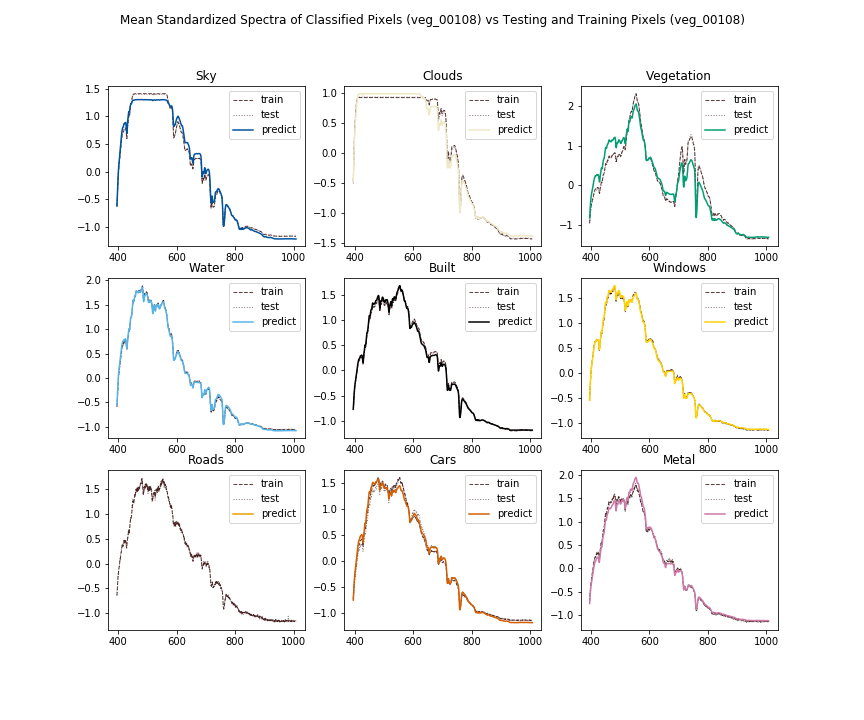 Mean Standardized Spectra of Classified Pixels (veg_00108) vs Testing and Training Pixels (veg_00108)
Sky
1.5
1.0
0.5
0.0
−0.5
−1.0
400 600 800 1000
train
test
predict
Clouds
1.0
0.5
0.0
−0.5
−1.0
−1.5
400 600 800 1000
train
test
predict
Vegetation
2
1
0
−1
400 600 800 1000
train
test
predict
Water
2.0
1.5
1.0
0.5
0.0
−0.5
−1.0
400 600 800 1000
train
test
predict
Built
1.5
1.0
0.5
0.0
−0.5
−1.0
400 600 800 1000
train
test
predict
Windows
1.5
1.0
0.5
0.0
−0.5
−1.0
400 600 800 1000
train
test
predict
Roads
1.5
1.0
0.5
0.0
−0.5
−1.0
400 600 800 1000
train
test
predict
Cars
1.5
1.0
0.5
0.0
−0.5
−1.0
400 600 800 1000
train
test
predict
Metal
2.0
1.5
1.0
0.5
0.0
−0.5
−1.0
400 600 800 1000
train
test
predict